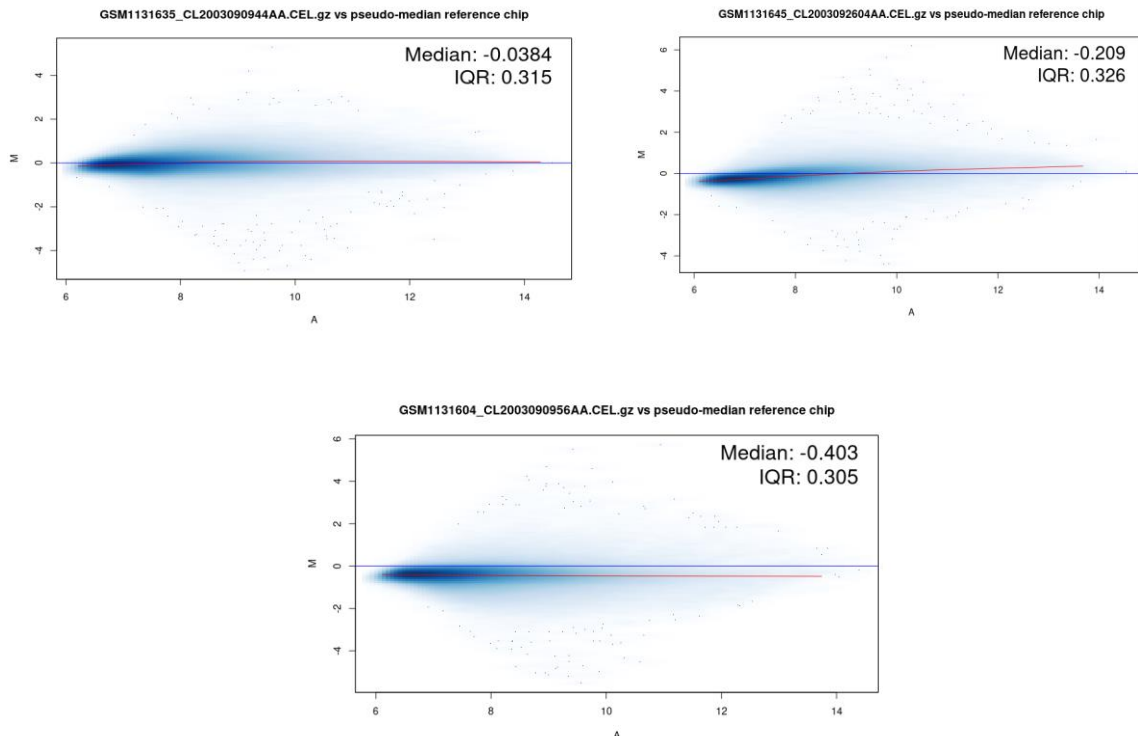 GSM1131635_CL2003090944AA.CEL.gz vs pseudo-median reference chip
Median: -0.0384
IQR: 0.315
M
4
2
0
-2
-4
6
8
10
12
14
A
GSM1131645_CL2003092604AA.CEL.gz vs pseudo-median reference chip
Median: -0.209
IQR: 0.326
M
6
4
2
0
-2
-4
6
8
10
12
14
A
GSM1131604_CL2003090956AA.CEL.gz vs pseudo-median reference chip
Median: -0.403
IQR: 0.305
M
6
4
2
0
-2
-4
6
8
10
12
14
A